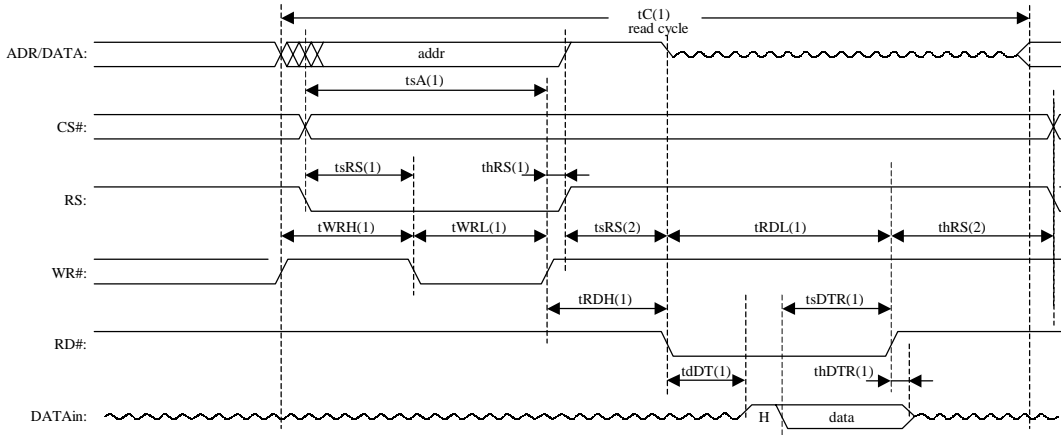 tC(1)
read cycle
ADR/DATA:
addr
tsA(1)
CS#:
tsRS(1)
thRS(1)
RS:
tWRH(1)
tWRL(1)
tsRS(2)
tRDL(1)
thRS(2)
WR#:
tRDH(1)
tsDTR(1)
RD#:
tdDT(1)
thDTR(1)
DATAin:
H
data